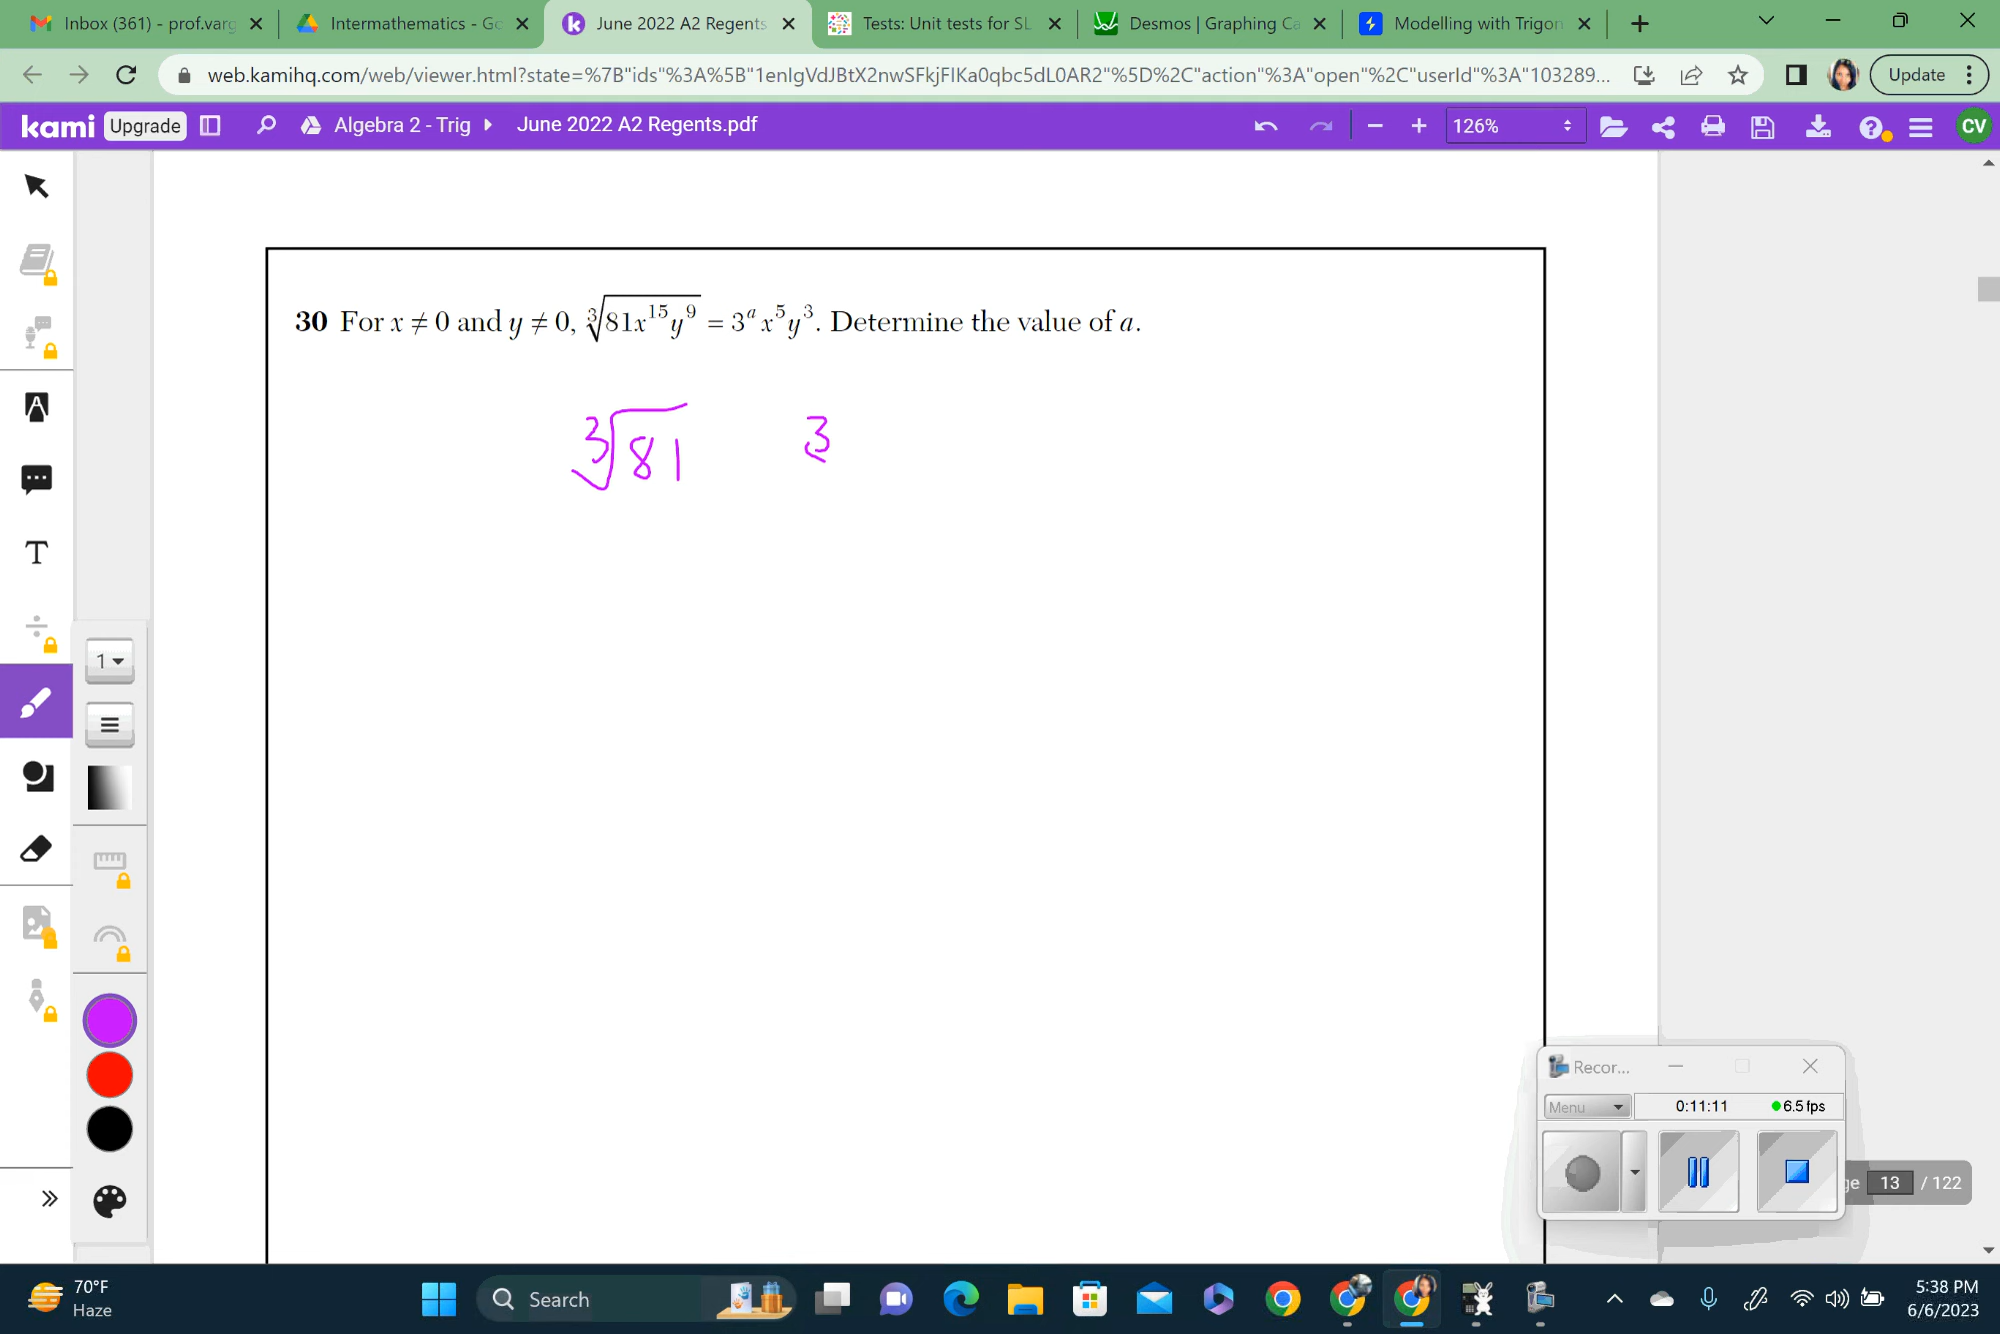 Inbox (361) - prof.varg
Intermathematics - Go
June 2022 A2 Regents
Tests: Unit tests for SL
Desmos | Graphing Ca
Modelling with Trigon
web.kamihq.com/web/viewer.html?state=%7B"ids"%3A%5B"1enIgVdJBtX2nwSFkjFIKa0qbc5dL0AR2"%5D%2C"action"%3A"open"%2C"userId"%3A"103289...
Update
kami Upgrade Algebra 2 - Trig June 2022 A2 Regents.pdf 126% CV
30 For x ≠ 0 and y ≠ 0, ∛(81x¹⁵y⁹) = 3ᵃ x⁵y³. Determine the value of a.
∛81 3
T
1
Recor...
Menu 0:11:11 6.5 fps
ge 13 / 122
70°F
Haze
Search
5:38 PM
6/6/2023